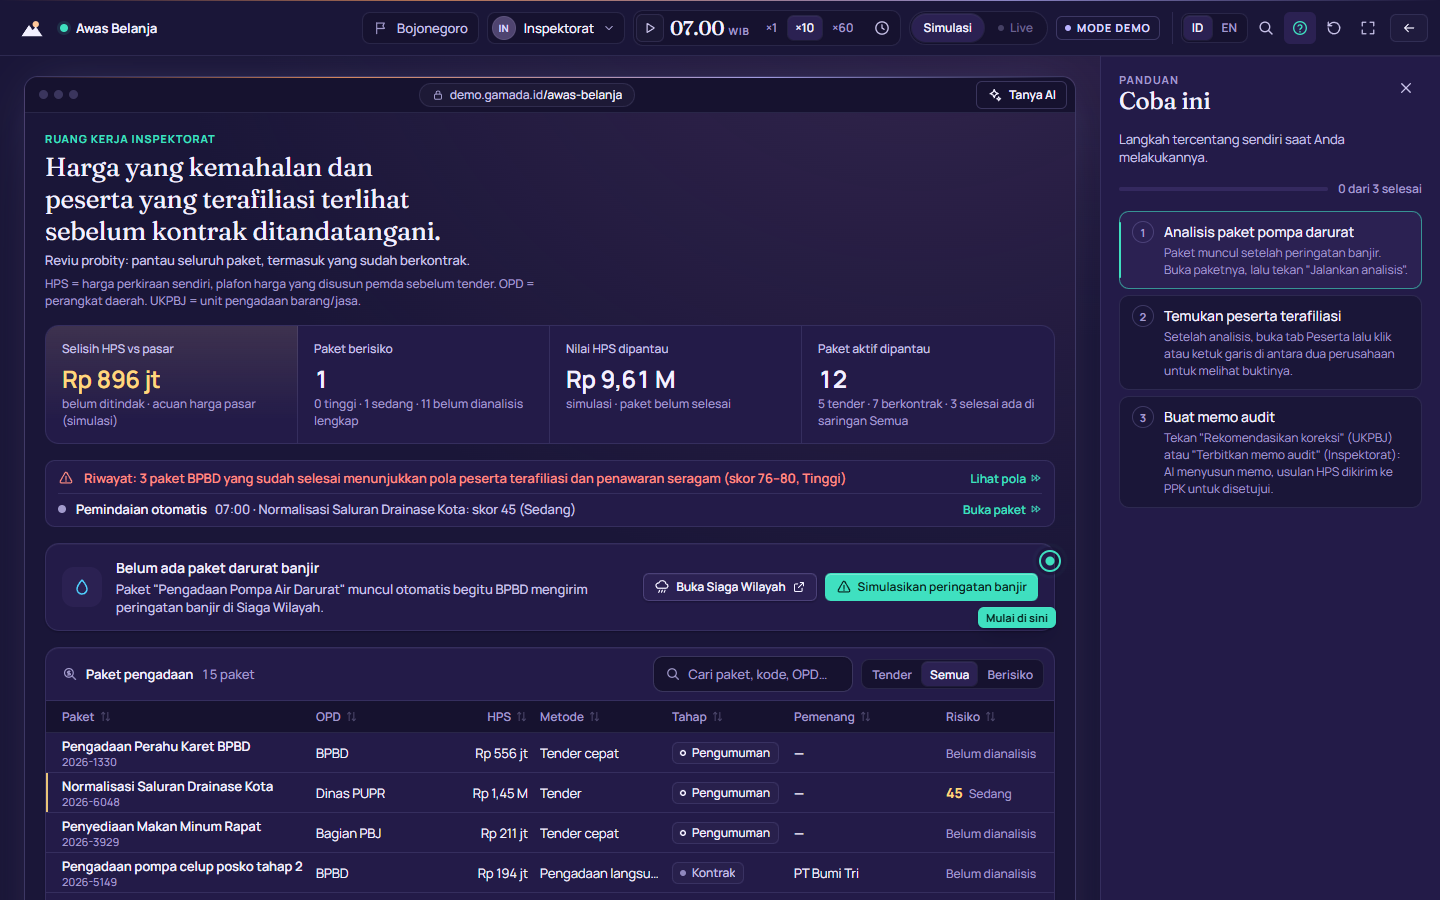 Awas Belanja
Bojonegoro
IN Inspektorat
07.00 WIB
×1 ×10 ×60
Simulasi Live
MODE DEMO
ID EN
demo.gamada.id/awas-belanja
Tanya AI
RUANG KERJA INSPEKTORAT
Harga yang kemahalan dan
peserta yang terafiliasi terlihat
sebelum kontrak ditandatangani.
Reviu probity: pantau seluruh paket, termasuk yang sudah berkontrak.
HPS = harga perkiraan sendiri, plafon harga yang disusun pemda sebelum tender. OPD =
perangkat daerah. UKPBJ = unit pengadaan barang/jasa.
Selisih HPS vs pasar
Rp 896 jt
belum ditindak · acuan harga pasar
(simulasi)
Paket berisiko
1
0 tinggi · 1 sedang · 11 belum dianalisis
lengkap
Nilai HPS dipantau
Rp 9,61 M
simulasi · paket belum selesai
Paket aktif dipantau
12
5 tender · 7 berkontrak · 3 selesai ada di
saringan Semua
Riwayat: 3 paket BPBD yang sudah selesai menunjukkan pola peserta terafiliasi dan penawaran seragam (skor 76–80, Tinggi)
Lihat pola
Pemindaian otomatis 07:00 · Normalisasi Saluran Drainase Kota: skor 45 (Sedang)
Buka paket
Belum ada paket darurat banjir
Paket "Pengadaan Pompa Air Darurat" muncul otomatis begitu BPBD mengirim
peringatan banjir di Siaga Wilayah.
Buka Siaga Wilayah
Simulasikan peringatan banjir
Mulai di sini
Paket pengadaan 15 paket
Cari paket, kode, OPD...
Tender Semua Berisiko
Paket OPD HPS Metode Tahap Pemenang Risiko
Pengadaan Perahu Karet BPBD
2026-1330
BPBD Rp 556 jt Tender cepat Pengumuman – Belum dianalisis
Normalisasi Saluran Drainase Kota
2026-6048
Dinas PUPR Rp 1,45 M Tender Pengumuman – 45 Sedang
Penyediaan Makan Minum Rapat
2026-3929
Bagian PBJ Rp 211 jt Tender cepat Pengumuman – Belum dianalisis
Pengadaan pompa celup posko tahap 2
2026-5149
BPBD Rp 194 jt Pengadaan langsu... Kontrak PT Bumi Tri Belum dianalisis
PANDUAN
Coba ini
Langkah tercentang sendiri saat Anda
melakukannya.
0 dari 3 selesai
1 Analisis paket pompa darurat
Paket muncul setelah peringatan banjir.
Buka paketnya, lalu tekan "Jalankan analisis".
2 Temukan peserta terafiliasi
Setelah analisis, buka tab Peserta lalu klik
atau ketuk garis di antara dua perusahaan
untuk melihat buktinya.
3 Buat memo audit
Tekan "Rekomendasikan koreksi" (UKPBJ)
atau "Terbitkan memo audit" (Inspektorat):
AI menyusun memo, usulan HPS dikirim ke
PPK untuk disetujui.